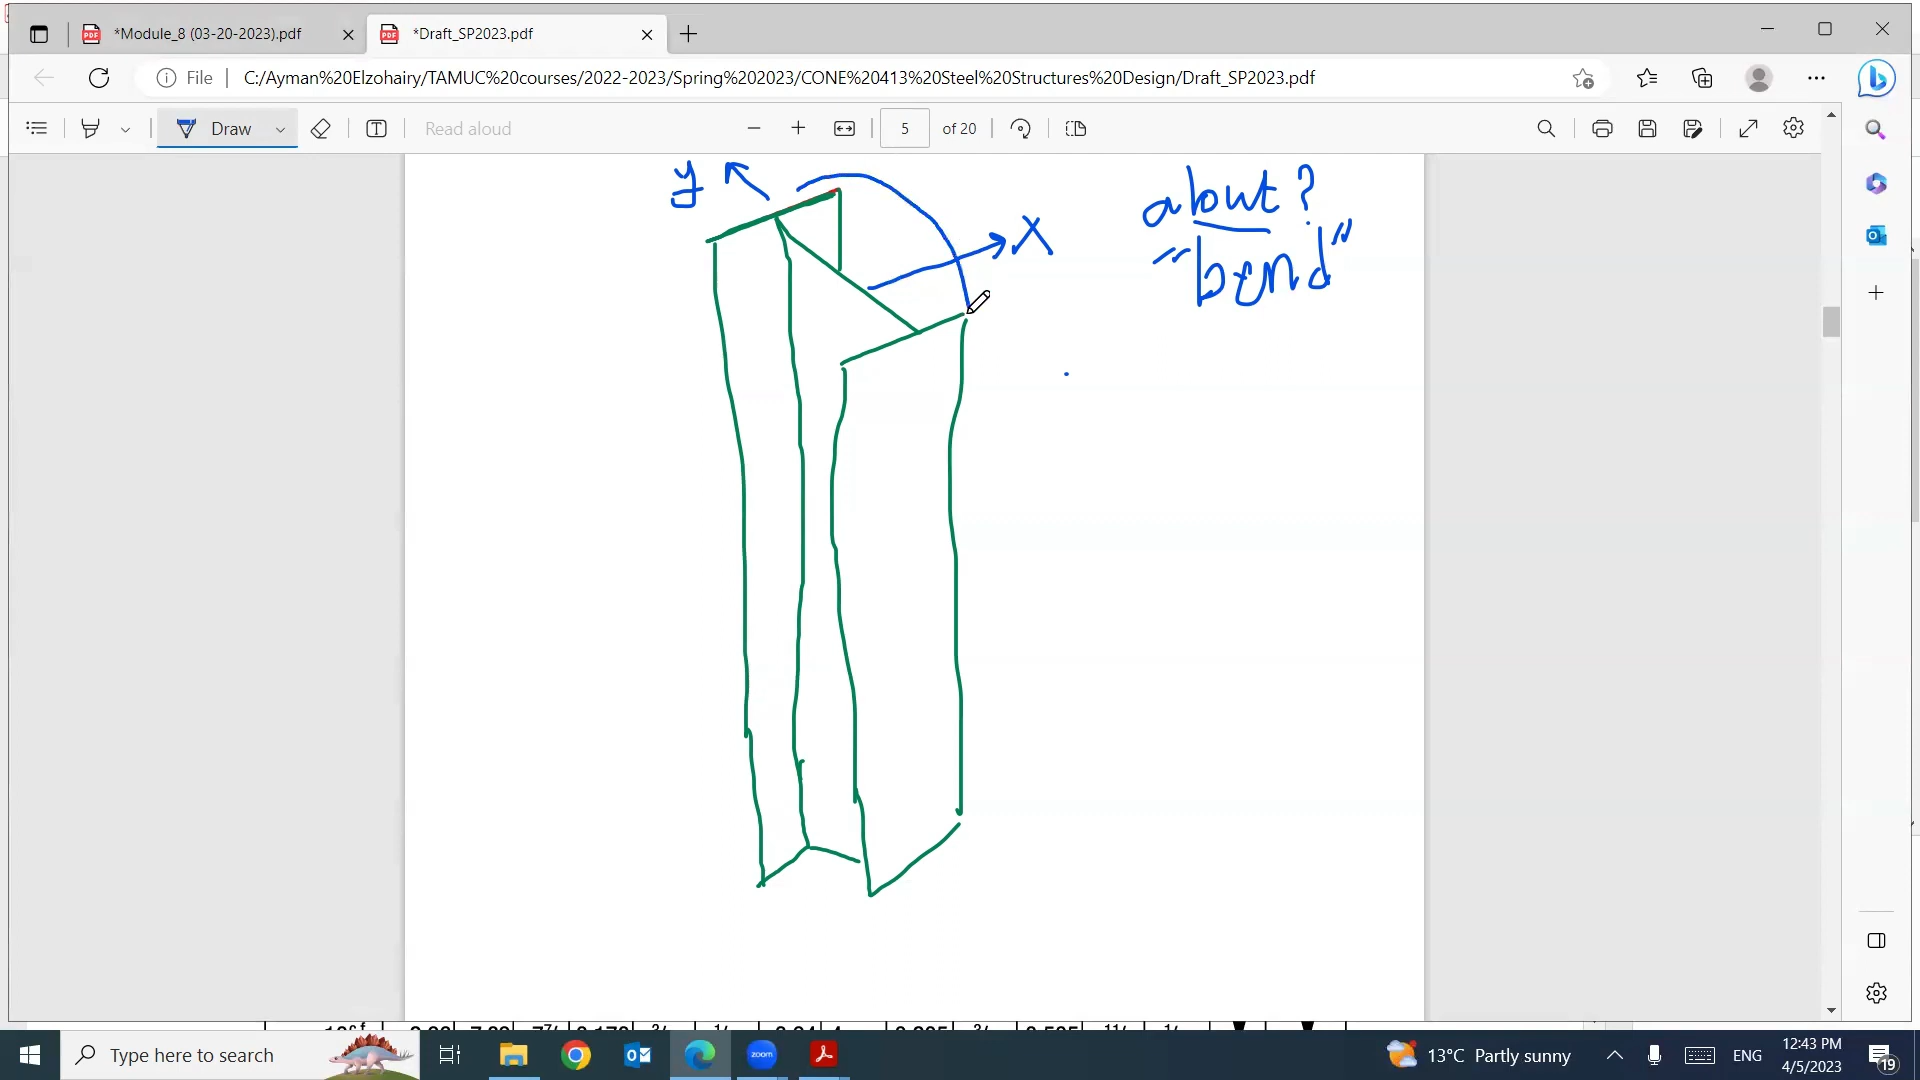 *Module_8 (03-20-2023).pdf
*Draft_SP2023.pdf
File
C:/Ayman%20Elzohairy/TAMUC%20courses/2022-2023/Spring%202023/CONE%20413%20Steel%20Structures%20Design/Draft_SP2023.pdf
Draw
T
Read aloud
5
of 20
y
X
about?
"bend"
Type here to search
zoom
13°C Partly sunny
ENG
12:43 PM
4/5/2023
19